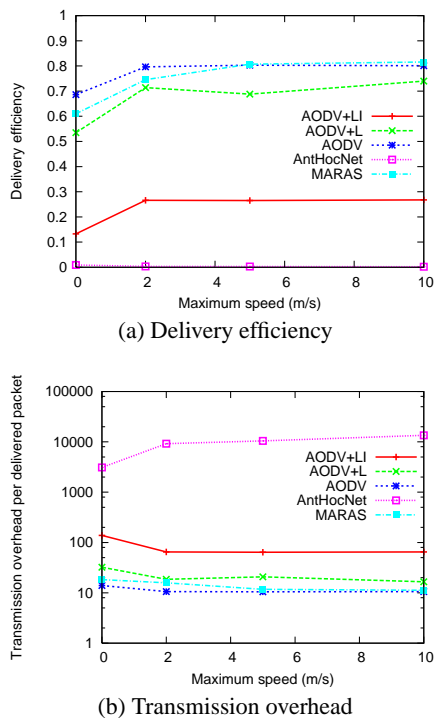 0.8
0.7
0.6
0.5
0.4
0.3
0.2
0.1
0
0 2 4 6 8 10
Delivery efficiency
Maximum speed (m/s)
AODV+LI
AODV+L
AODV
AntHocNet
MARAS
(a) Delivery efficiency
100000
10000
1000
100
10
1
0 2 4 6 8 10
Transmission overhead per delivered packet
Maximum speed (m/s)
AODV+LI
AODV+L
AODV
AntHocNet
MARAS
(b) Transmission overhead